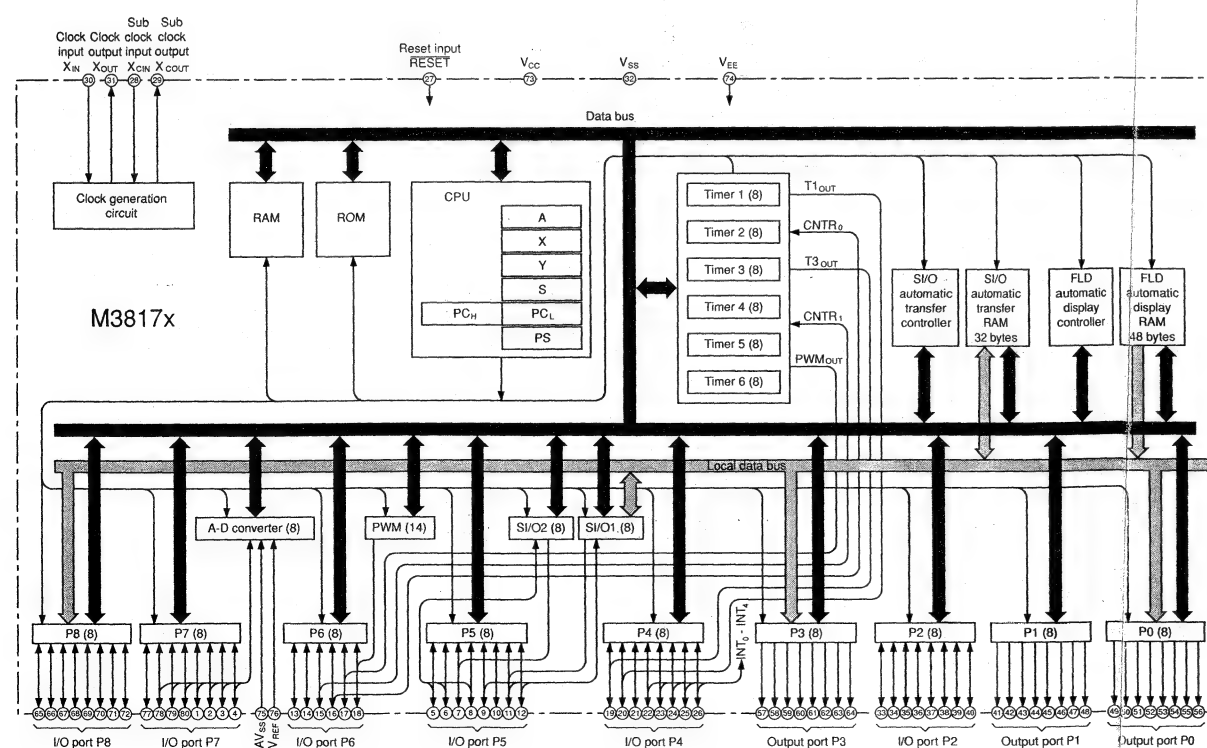 Clock input X IN
Clock output X OUT
Sub clock input X CIN
Sub clock output X COUT
30 31 28 29
Reset input
RESET
27
VCC
73
VSS
32
VEE
74
Data bus
Clock generation
circuit
RAM
ROM
CPU
A
X
Y
S
PCH PCL
PS
Timer 1 (8)
Timer 2 (8)
Timer 3 (8)
Timer 4 (8)
Timer 5 (8)
Timer 6 (8)
T1OUT
CNTR0
T3OUT
CNTR1
PWMOUT
SI/O
automatic
transfer
controller
SI/O
automatic
transfer
RAM
32 bytes
FLD
automatic
display
controller
FLD
automatic
display
RAM
48 bytes
M3817x
Local data bus
A-D converter (8)
PWM (14)
SI/O2 (8)
SI/O1 (8)
INT0 - INT4
P8 (8)
P7 (8)
P6 (8)
P5 (8)
P4 (8)
P3 (8)
P2 (8)
P1 (8)
P0 (8)
65 66 67 68 69 70 71 72
77 78 79 80 1 2 3 4
75 76
13 14 15 16 17 18
5 6 7 8 9 10 11 12
19 20 21 22 23 24 25 26
57 58 59 60 61 62 63 64
33 34 35 36 37 38 39 40
41 42 43 44 45 46 47 48
49 50 51 52 53 54 55 56
I/O port P8
I/O port P7
AVSS
VREF
I/O port P6
I/O port P5
I/O port P4
Output port P3
I/O port P2
Output port P1
Output port P0